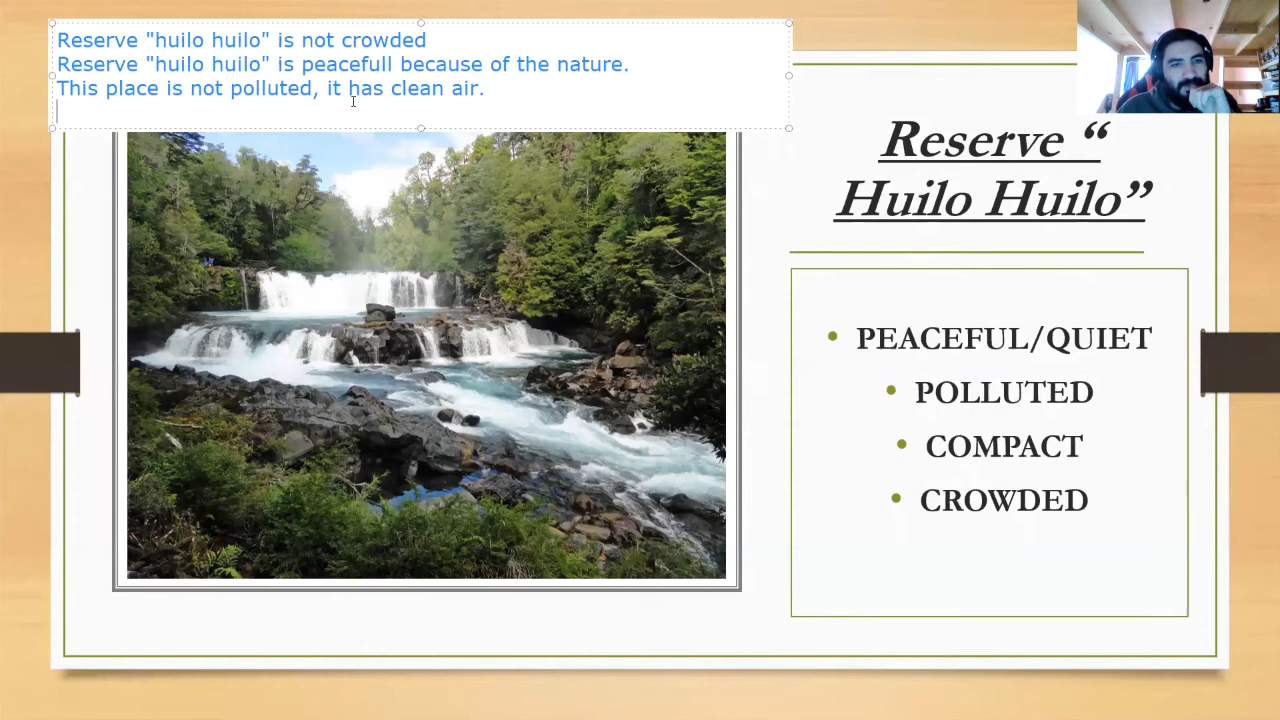 Reserve "huilo huilo" is not crowded
Reserve "huilo huilo" is peacefull because of the nature.
This place is not polluted, it has clean air.
Reserve “
Huilo Huilo”
• PEACEFUL/QUIET
• POLLUTED
• COMPACT
• CROWDED